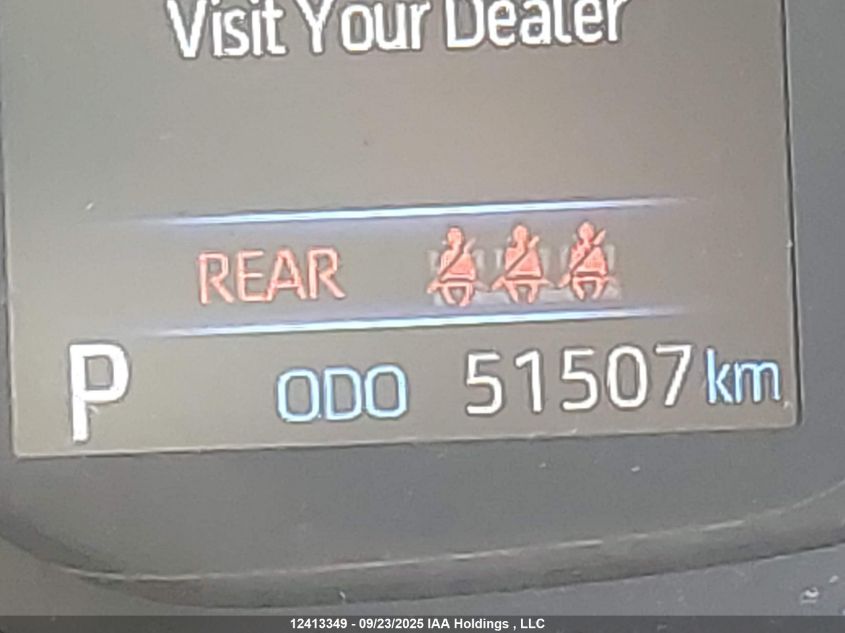 Visit Your Dealer
REAR
P ODO 51507 km
12413349 - 09/23/2025 IAA Holdings , LLC